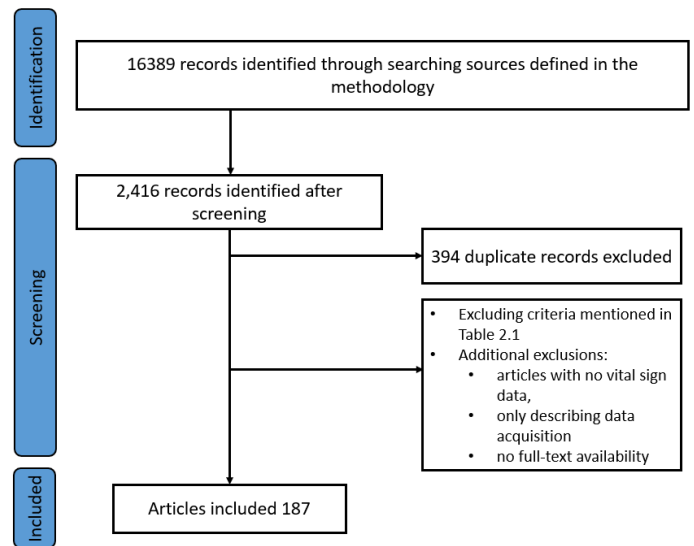 Identification
16389 records identified through searching sources defined in the
methodology
Screening
2,416 records identified after
screening
394 duplicate records excluded
• Excluding criteria mentioned in
Table 2.1
• Additional exclusions:
• articles with no vital sign
data,
• only describing data
acquisition
• no full-text availability
Included
Articles included 187